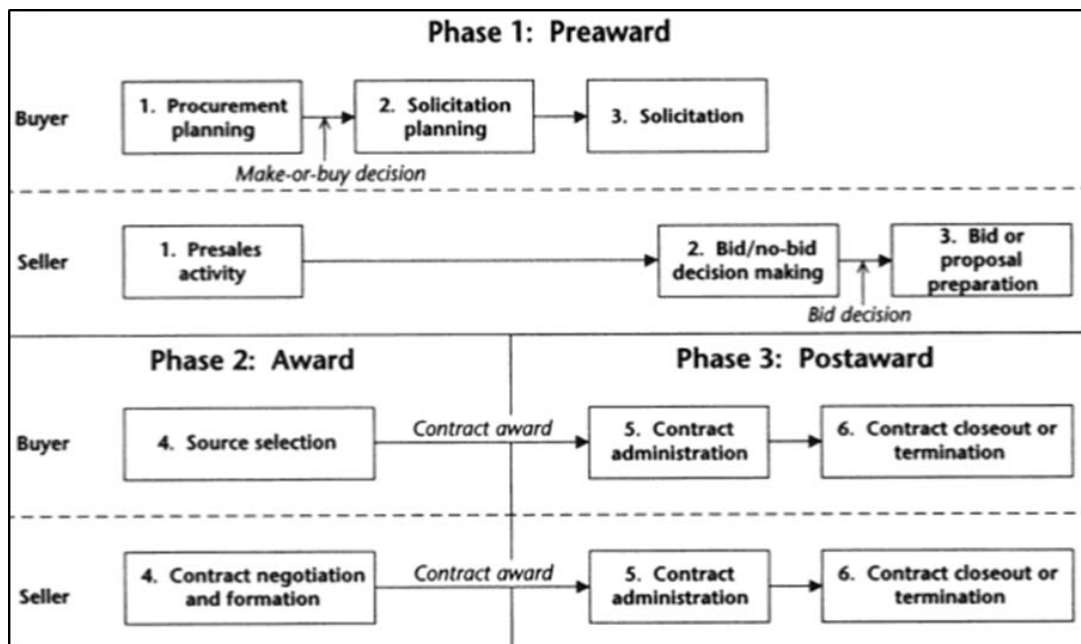 Phase 1: Preaward
Buyer
1. Procurement
planning
2. Solicitation
planning
3. Solicitation
Make-or-buy decision
Seller
1. Presales
activity
2. Bid/no-bid
decision making
3. Bid or
proposal
preparation
Bid decision
Phase 2: Award
Phase 3: Postaward
Buyer
4. Source selection
Contract award
5. Contract
administration
6. Contract closeout or
termination
Seller
4. Contract negotiation
and formation
Contract award
5. Contract
administration
6. Contract closeout or
termination